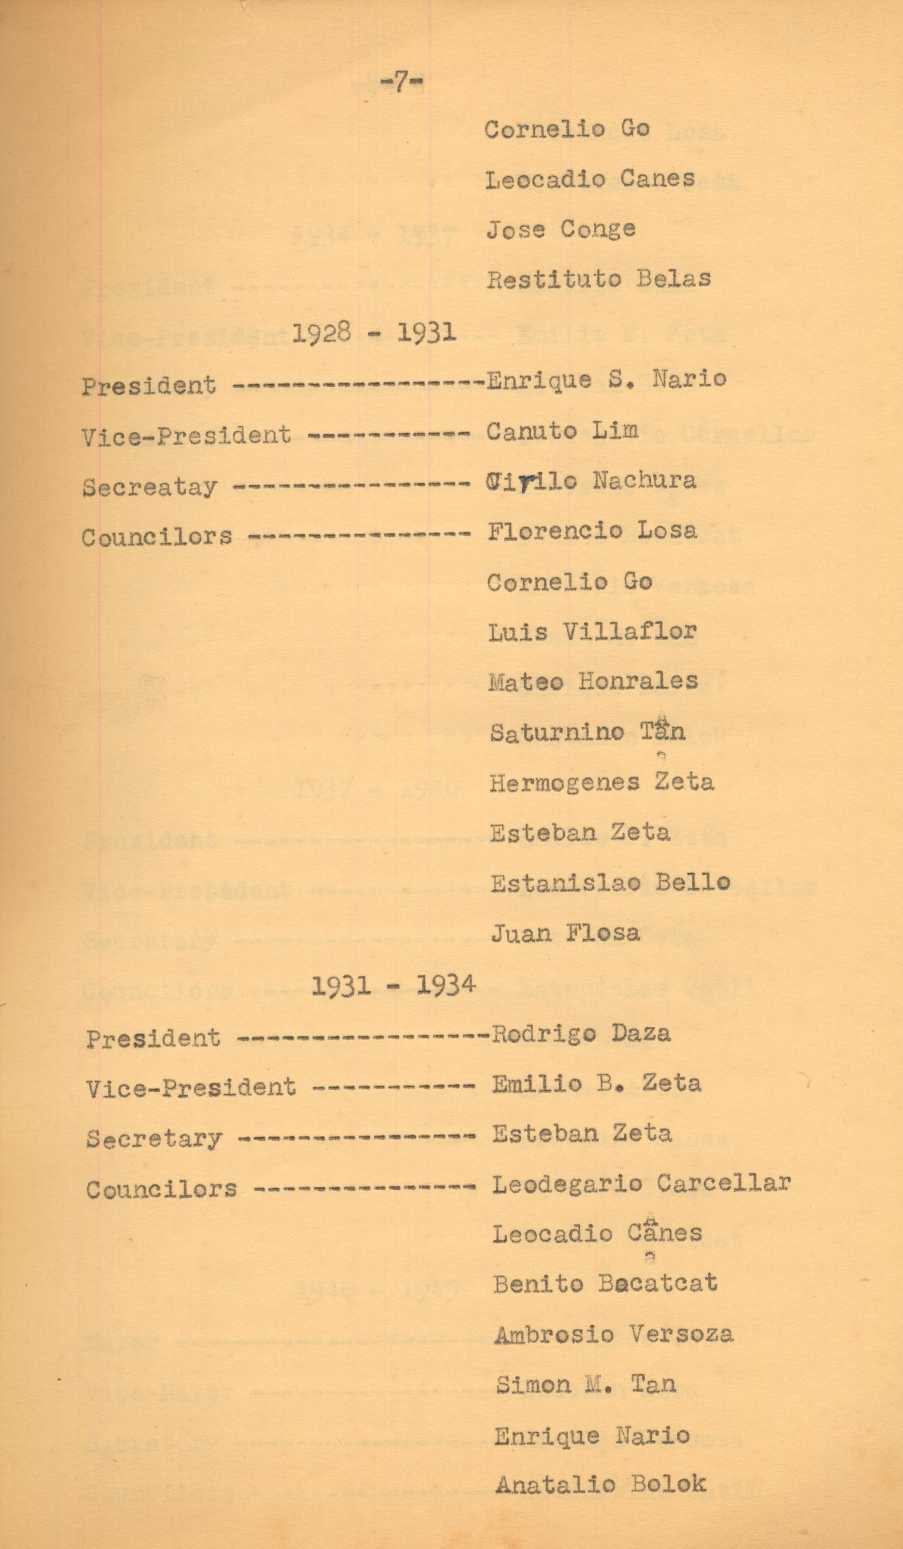 -7-
Cornelio Go
Leocadio Canes
Jose Conge
Restituto Belas
1928 - 1931
President -----------------Enrique S. Nario
Vice-President ----------- Canuto Lim
Secreatay ---------------- Cirilo Nachura
Councilors --------------- Florencio Losa
Cornelio Go
Luis Villaflor
Mateo Honrales
Saturnino Tan
Hermogenes Zeta
Esteban Zeta
Estanislao Bello
Juan Flosa
1931 - 1934
President -----------------Rodrigo Daza
Vice-President ----------- Emilio B. Zeta
Secretary ---------------- Esteban Zeta
Councilors --------------- Leodegario Carcellar
Leocadio Canes
Benito Bacatcat
Ambrosio Versoza
Simon M. Tan
Enrique Nario
Anatalio Bolok